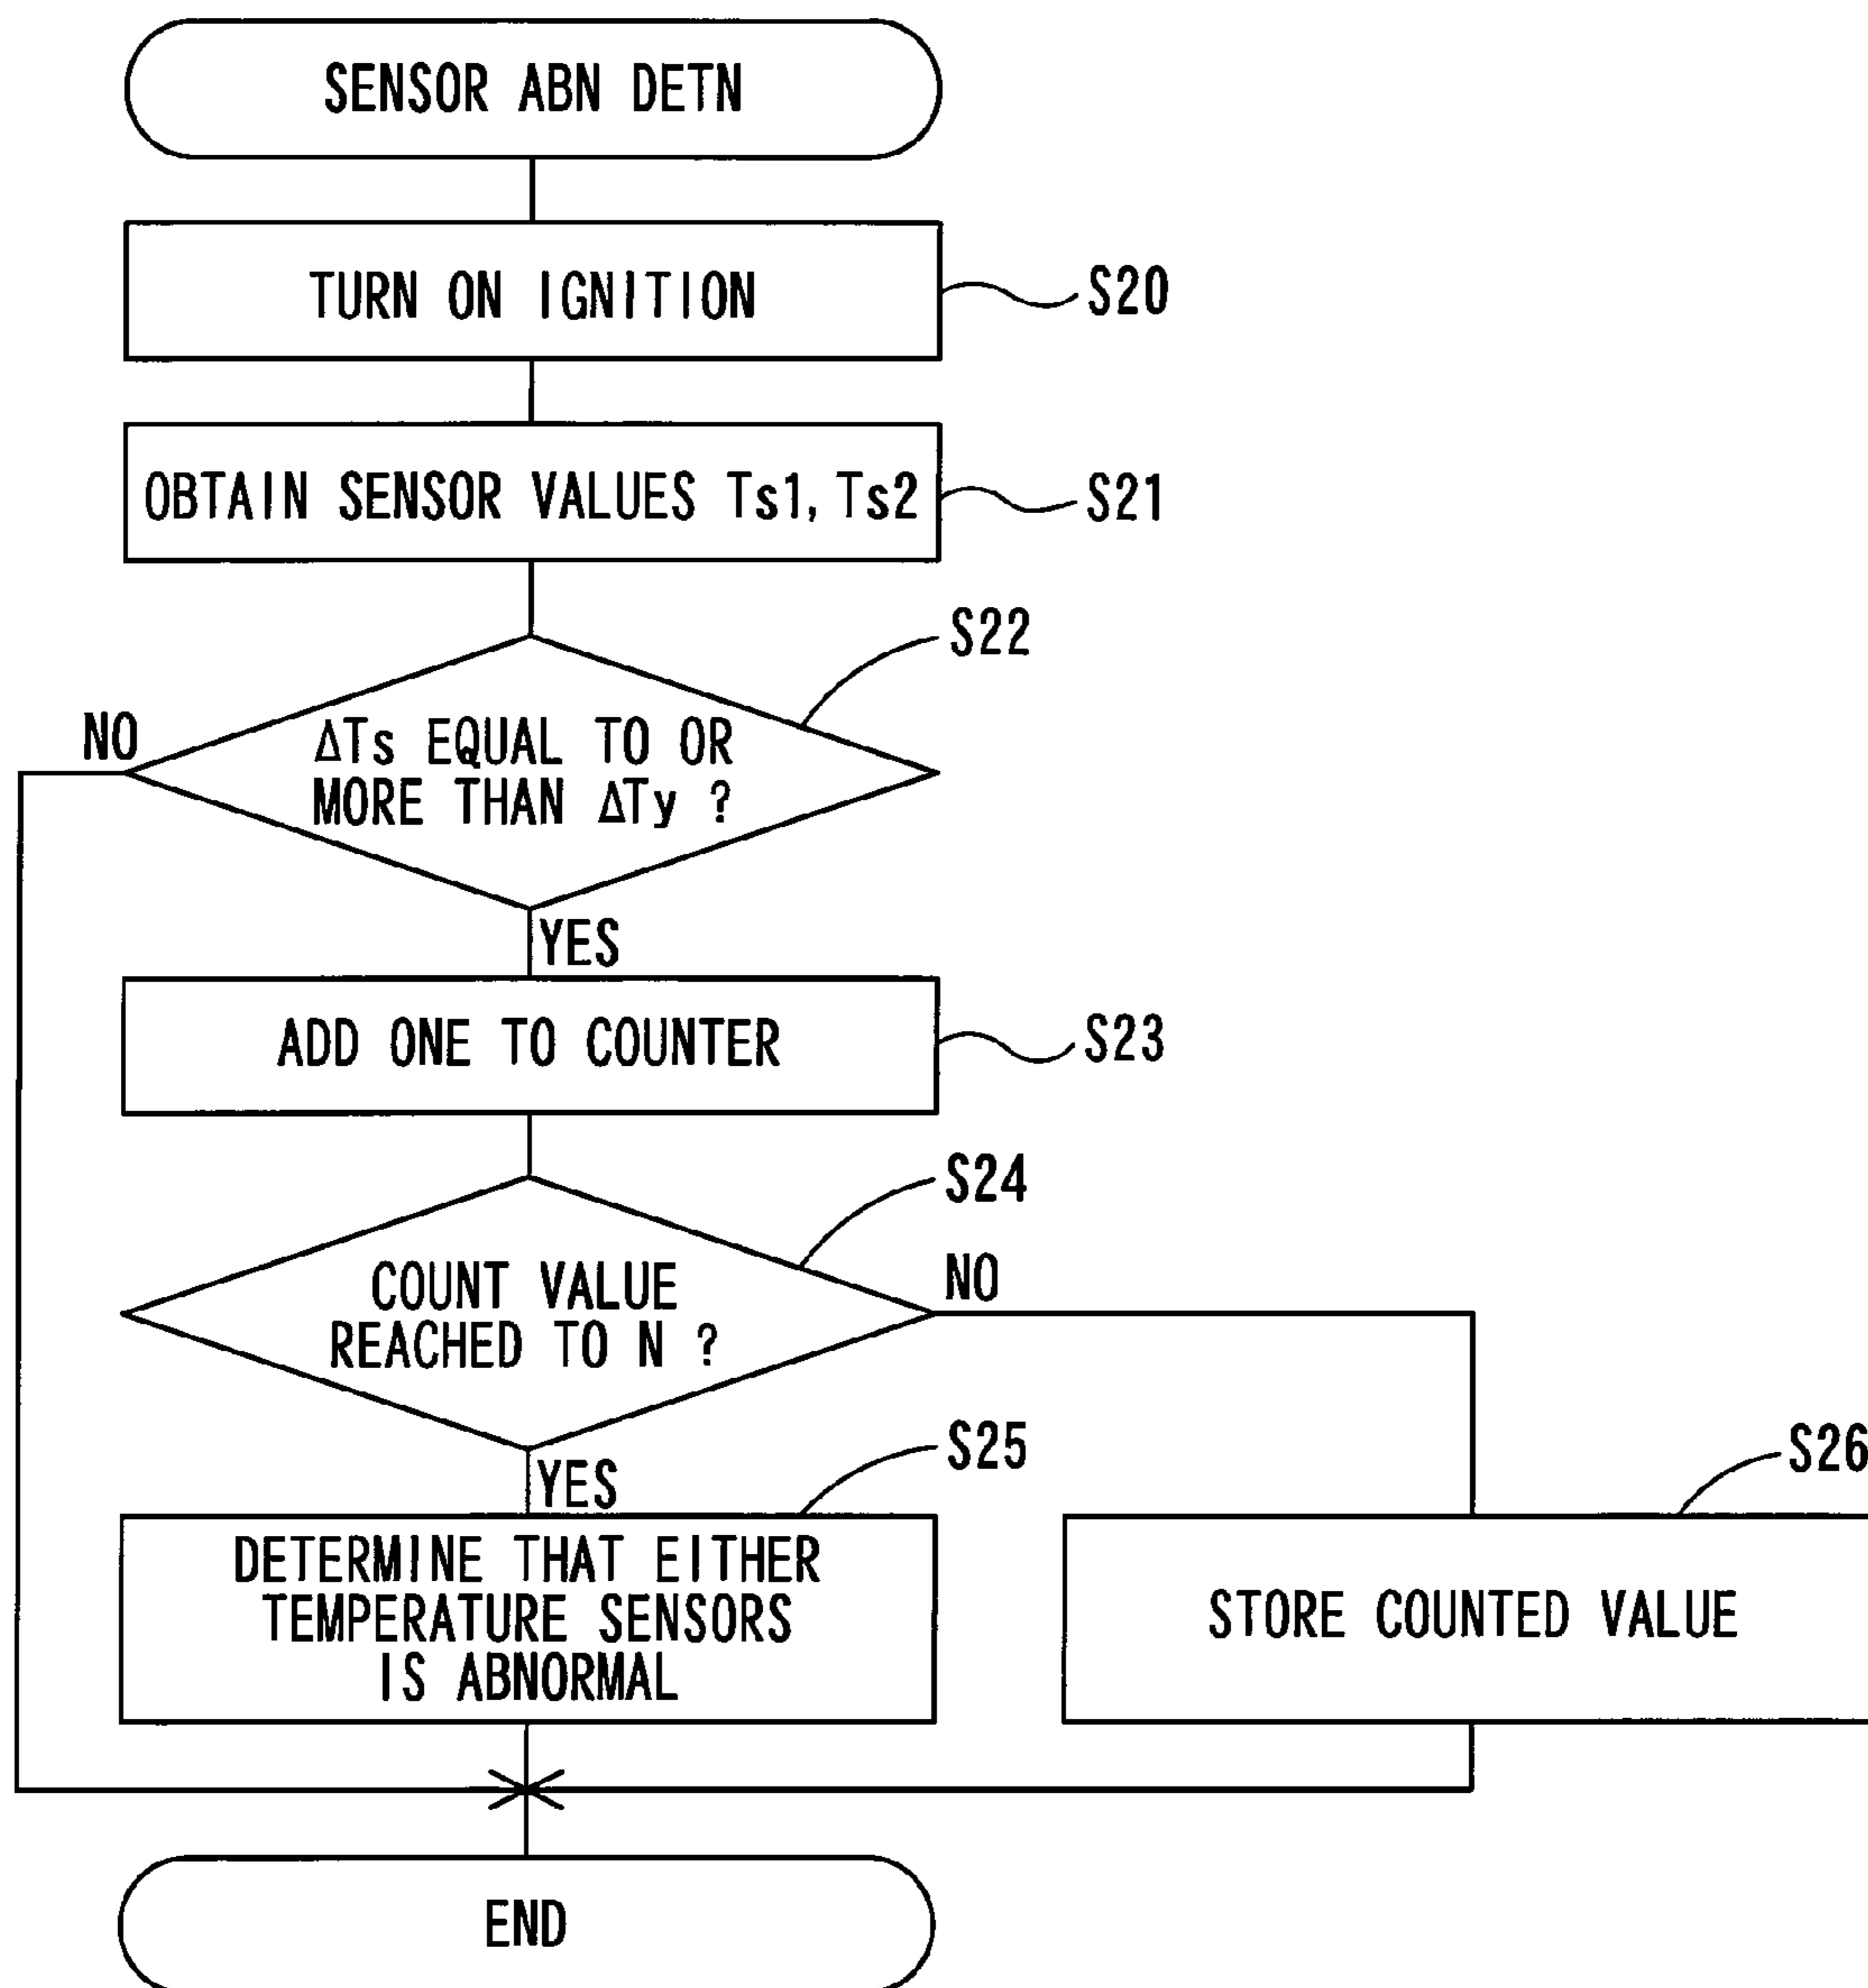 SENSOR ABN DETN
TURN ON IGNITION
S20
OBTAIN SENSOR VALUES Ts1, Ts2
S21
S22
NO
ΔTs EQUAL TO OR
MORE THAN ΔTy ?
YES
ADD ONE TO COUNTER
S23
S24
COUNT VALUE
REACHED TO N ?
NO
YES
S25
S26
DETERMINE THAT EITHER
TEMPERATURE SENSORS
IS ABNORMAL
STORE COUNTED VALUE
END